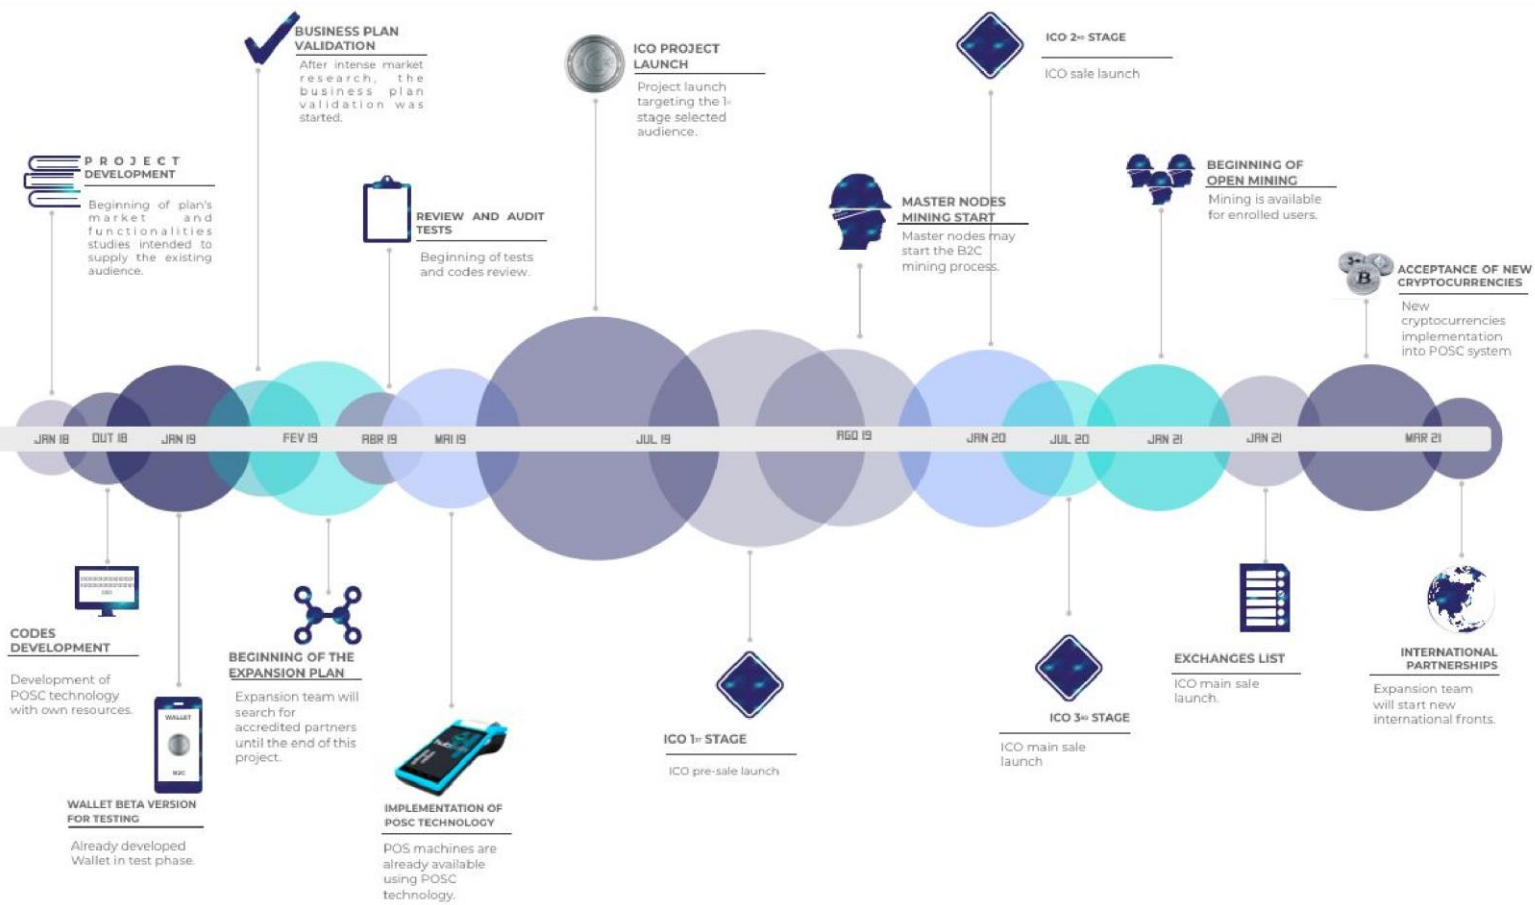 BUSINESS PLAN
VALIDATION
After intense market
research, the
business plan
validation was
started.
ICO PROJECT
LAUNCH
Project launch
targeting the 1st
stage selected
audience.
ICO 2ND STAGE
ICO sale launch
PROJECT
DEVELOPMENT
Beginning of plan's
market and
functionalities
studies intended to
supply the existing
audience.
REVIEW AND AUDIT
TESTS
Beginning of tests
and codes review.
MASTER NODES
MINING START
Master nodes may
start the B2C
mining process.
BEGINNING OF
OPEN MINING
Mining is available
for enrolled users.
ACCEPTANCE OF NEW
CRYPTOCURRENCIES
New
cryptocurrencies
implementation
into POSC system
B
JAN 18 OUT 18 JAN 19 FEV 19 ABR 19 MAI 19 JUL 19 AGO 19 JAN 20 JUL 20 JAN 21 JAN 21 MAR 21
CODES
DEVELOPMENT
Development of
POSC technology
with own resources.
WALLET
B2C
WALLET BETA VERSION
FOR TESTING
Already developed
Wallet in test phase.
BEGINNING OF THE
EXPANSION PLAN
Expansion team will
search for
accredited partners
until the end of this
project.
IMPLEMENTATION OF
POSC TECHNOLOGY
POS machines are
already available
using POSC
technology.
ICO 1ST STAGE
ICO pre-sale launch
ICO 3RD STAGE
ICO main sale
launch
EXCHANGES LIST
ICO main sale
launch.
INTERNATIONAL
PARTNERSHIPS
Expansion team
will start new
international fronts.